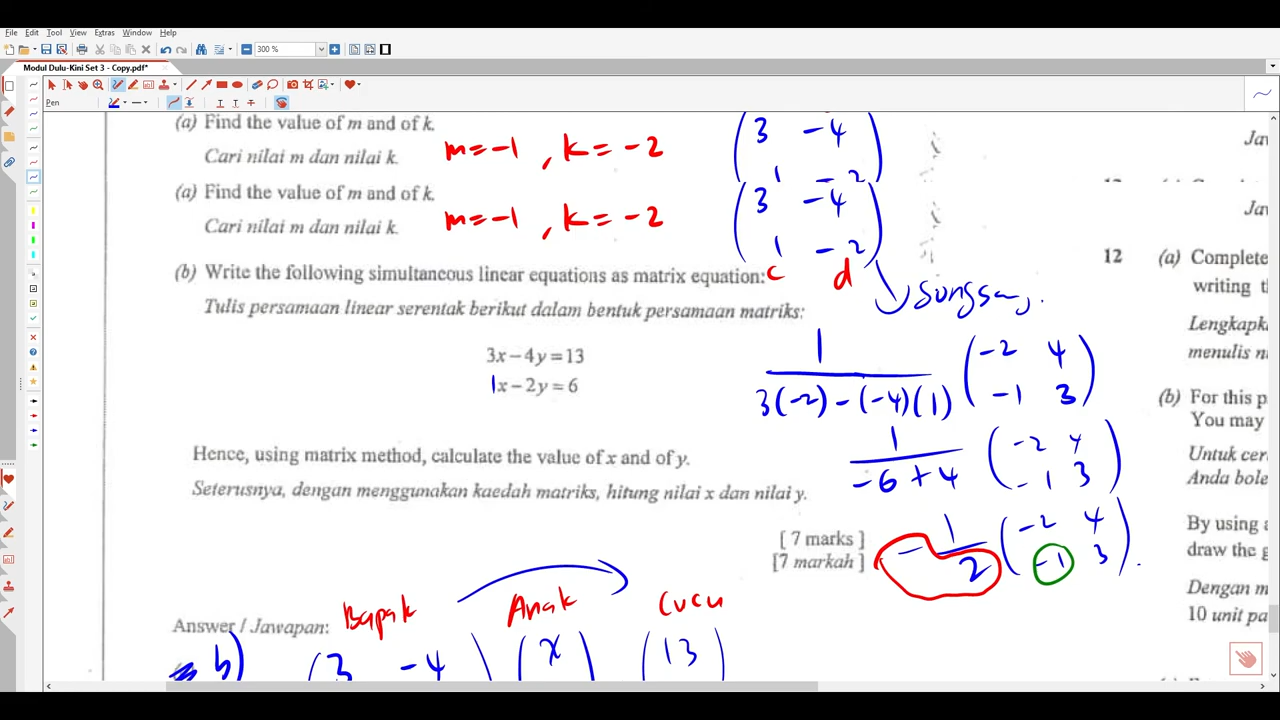 File Edit Tool View Extras Window Help
300 %
Modul Dulu-Kini Set 3 - Copy.pdf*
Pen
(a) Find the value of m and of k.
Cari nilai m dan nilai k.
m = -1 , k = -2
(3 -4
1 -2
(a) Find the value of m and of k.
Cari nilai m dan nilai k.
m = -1 , k = -2
(3 -4
1 -2)
c d
Sungsang.
(b) Write the following simultaneous linear equations as matrix equation:
Tulis persamaan linear serentak berikut dalam bentuk persamaan matriks:
3x − 4y = 13
1x − 2y = 6
1
3(-2) - (-4)(1)
(-2 4
-1 3)
1
-6 + 4
(-2 4
-1 3)
- 1
2
(-2 4
-1 3).
Hence, using matrix method, calculate the value of x and of y.
Seterusnya, dengan menggunakan kaedah matriks, hitung nilai x dan nilai y.
[ 7 marks ]
[7 markah ]
Answer / Jawapan:
Bapak Anak Cucu
b) (3 -4) (x) (13)
12 (a) Complete
writing th
Lengkapk
(b) For this p
You may
Untuk cer
Anda bole
By using a
draw the g
Dengan m
10 unit pa